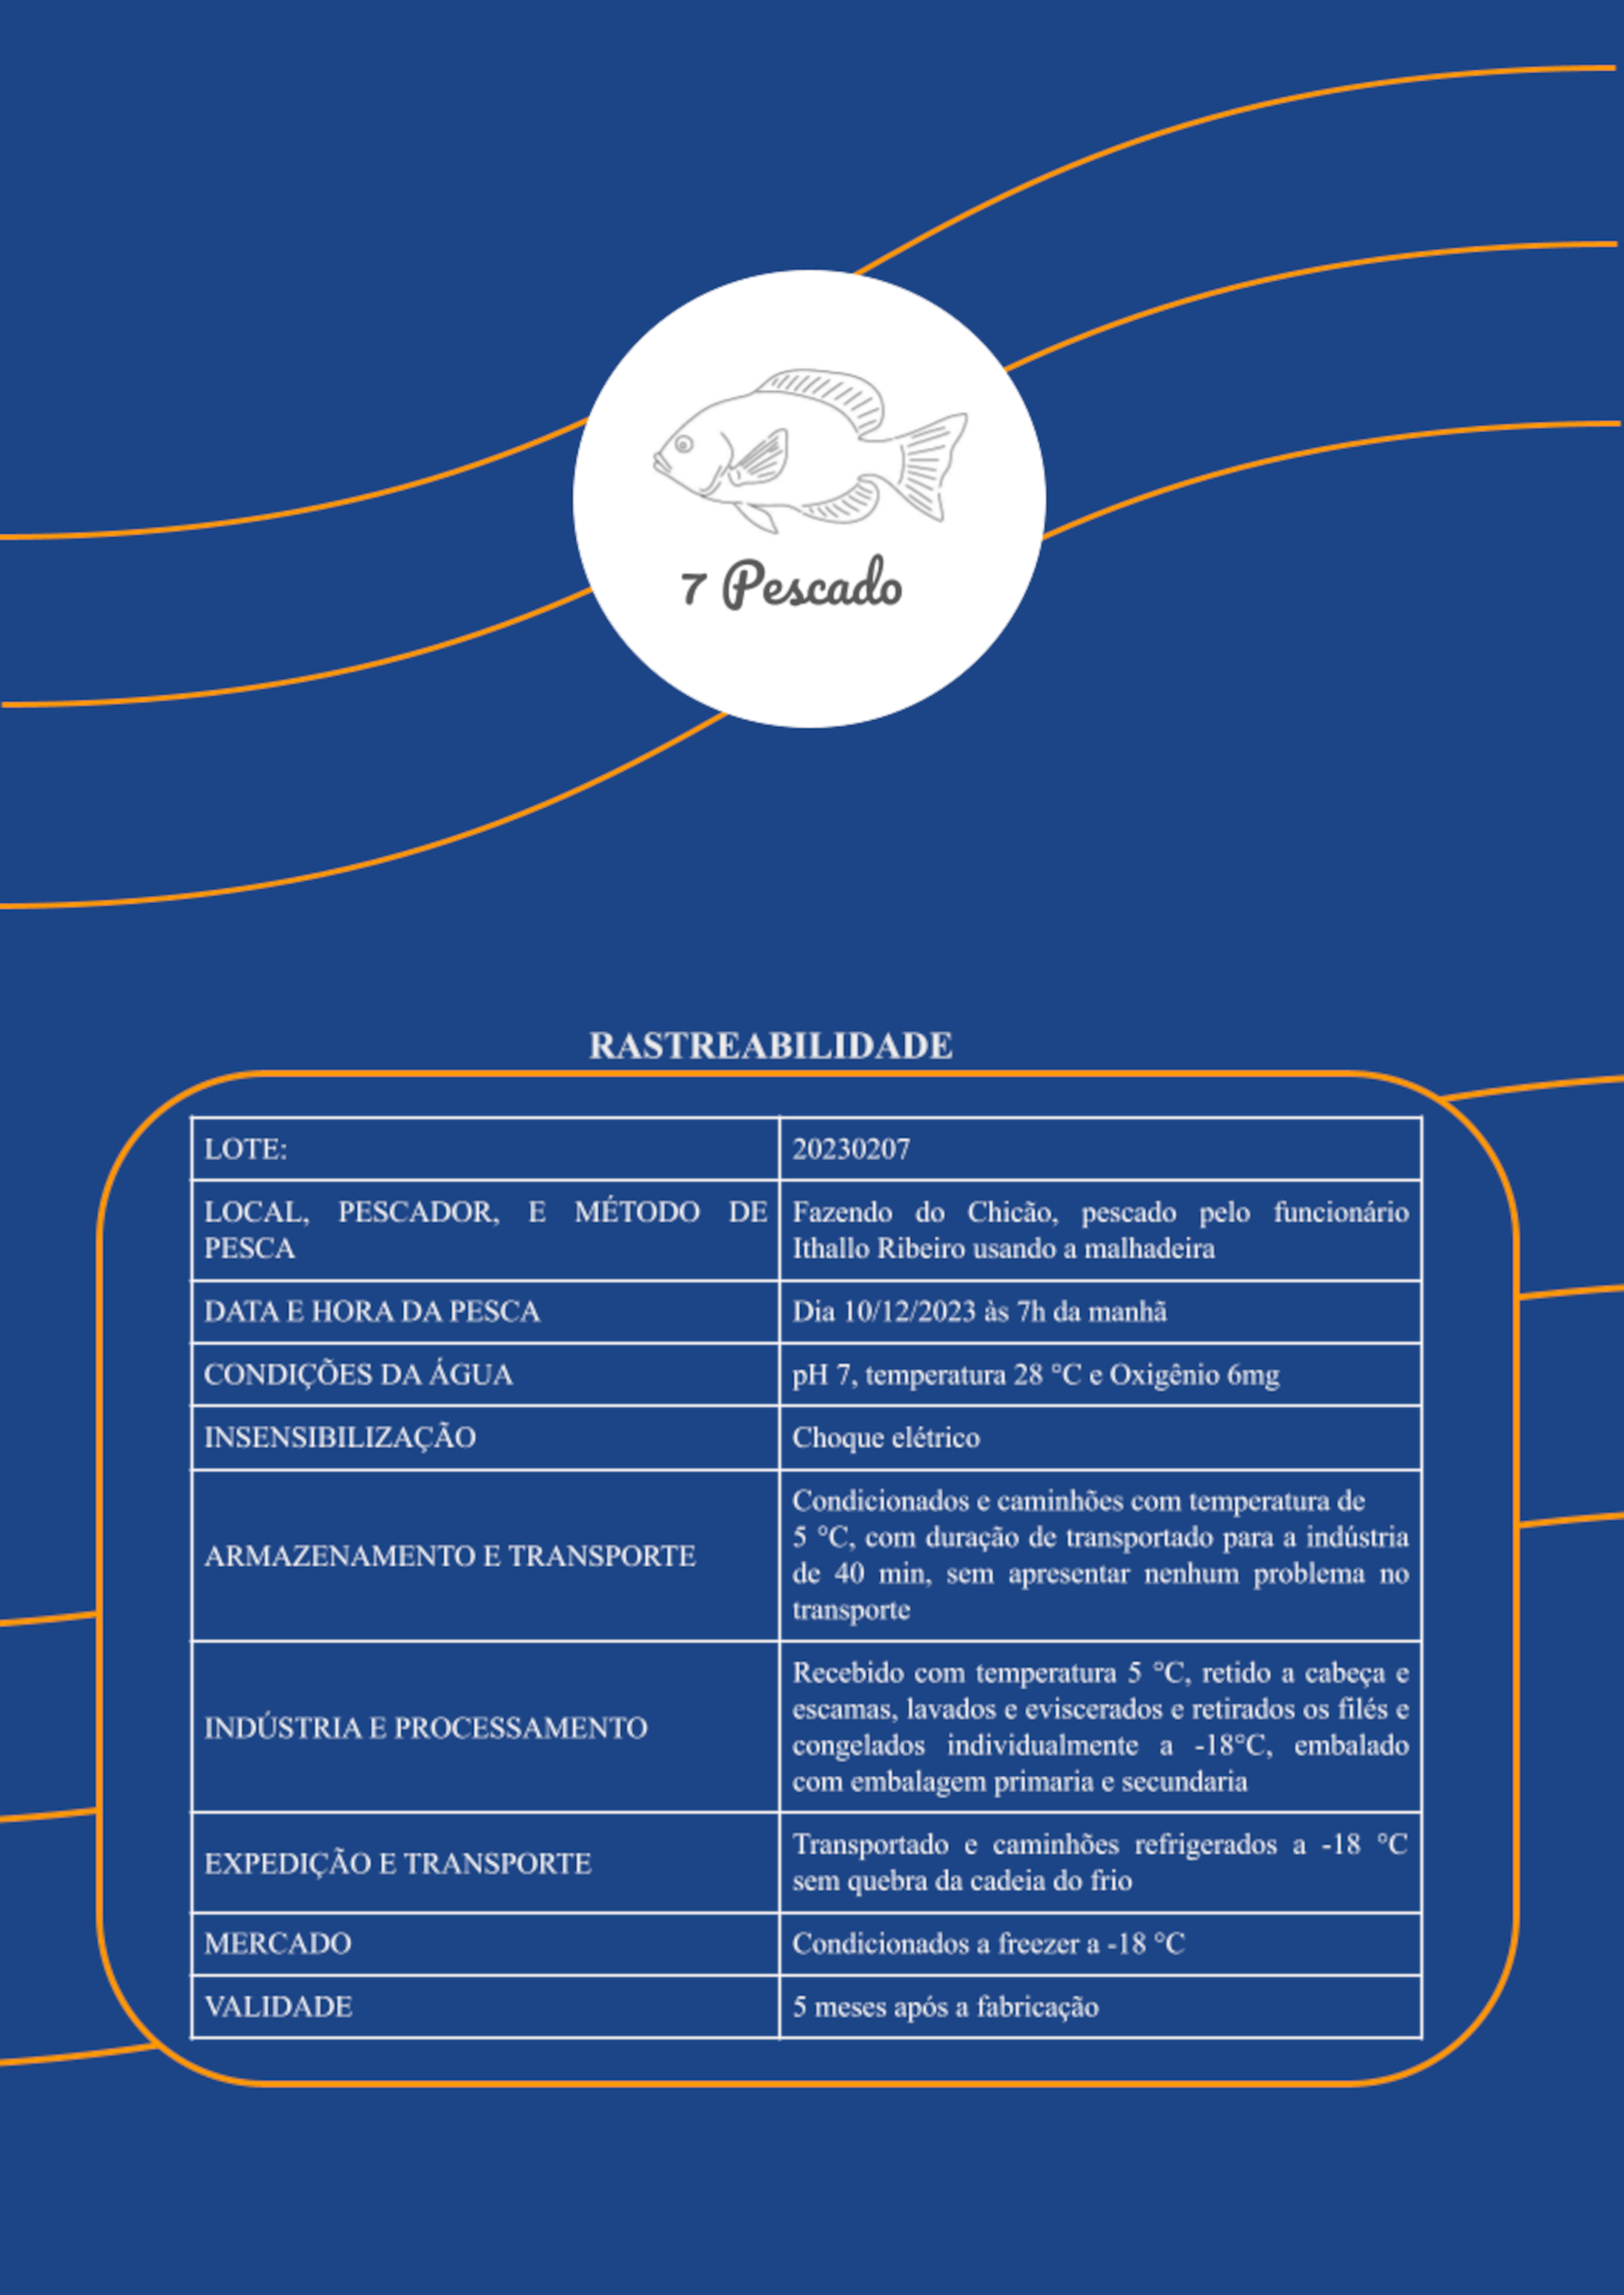 7 Pescado
RASTREABILIDADE
LOTE:
20230207
LOCAL, PESCADOR, E MÉTODO DE
PESCA
Fazendo do Chicão, pescado pelo funcionário
Ithallo Ribeiro usando a malhadeira
DATA E HORA DA PESCA
Dia 10/12/2023 às 7h da manhã
CONDIÇÕES DA ÁGUA
pH 7, temperatura 28 °C e Oxigênio 6mg
INSENSIBILIZAÇÃO
Choque elétrico
ARMAZENAMENTO E TRANSPORTE
Condicionados e caminhões com temperatura de
5 °C, com duração de transportado para a indústria
de 40 min, sem apresentar nenhum problema no
transporte
INDÚSTRIA E PROCESSAMENTO
Recebido com temperatura 5 °C, retido a cabeça e
escamas, lavados e eviscerados e retirados os filés e
congelados individualmente a -18°C, embalado
com embalagem primaria e secundaria
EXPEDIÇÃO E TRANSPORTE
Transportado e caminhões refrigerados a -18 °C
sem quebra da cadeia do frio
MERCADO
Condicionados a freezer a -18 °C
VALIDADE
5 meses após a fabricação